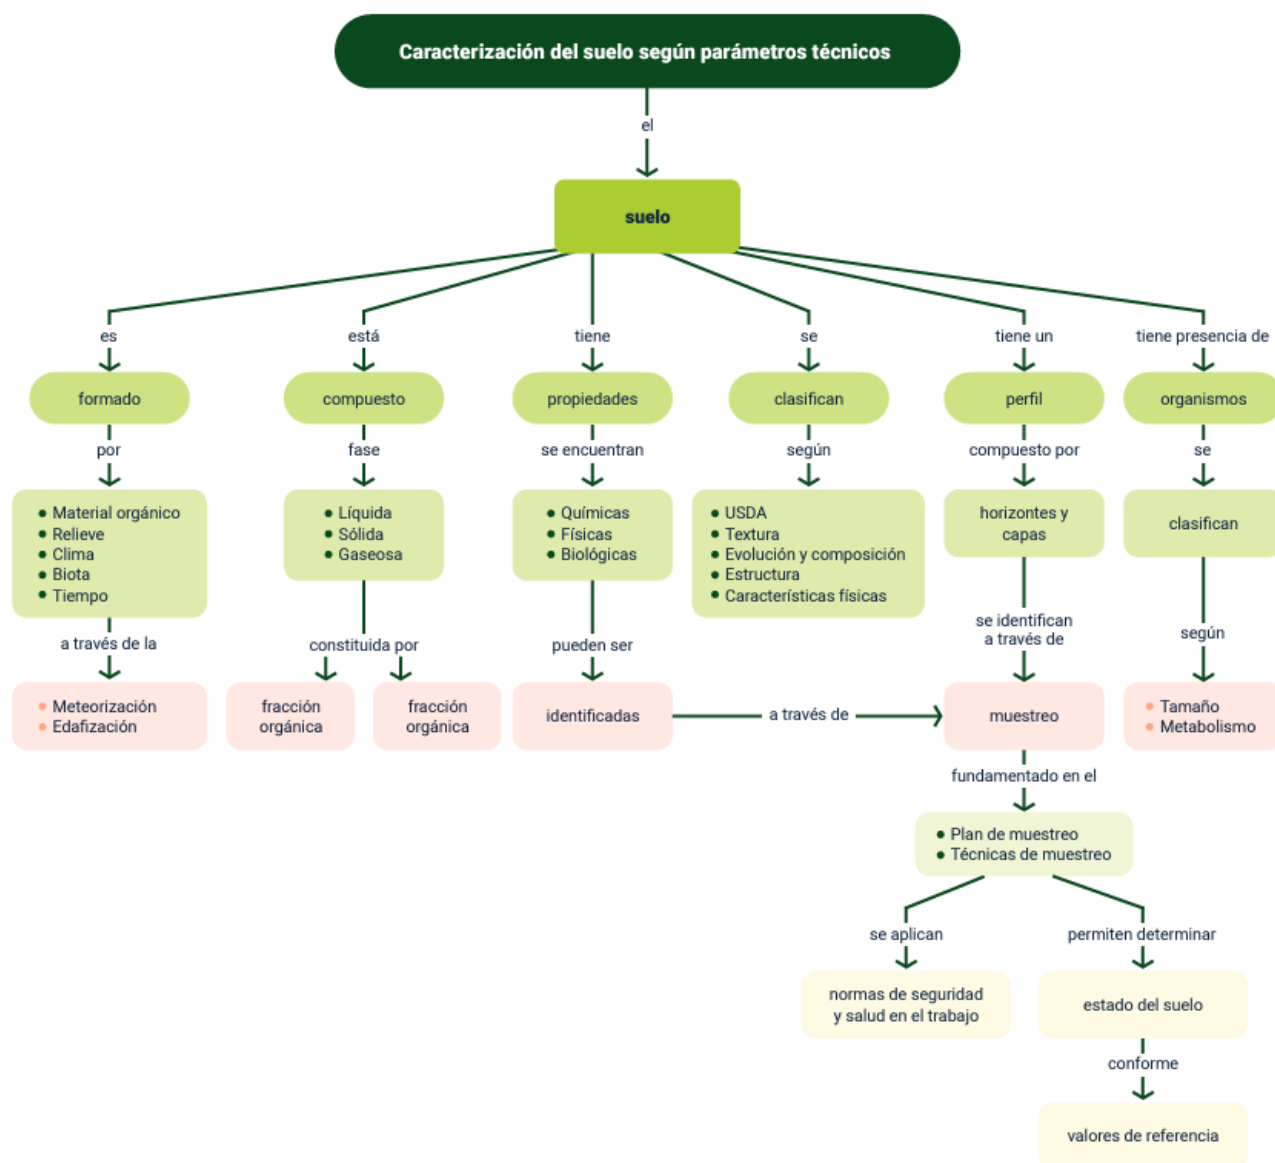 Caracterización del suelo según parámetros técnicos
el
suelo
es
está
tiene
se
tiene un
tiene presencia de
formado
compuesto
propiedades
clasifican
perfil
organismos
por
fase
se encuentran
según
compuesto por
se
Material orgánico
Relieve
Clima
Biota
Tiempo
Líquida
Sólida
Gaseosa
Químicas
Físicas
Biológicas
USDA
Textura
Evolución y composición
Estructura
Características físicas
horizontes y
capas
clasifican
a través de la
constituida por
pueden ser
se identifican
a través de
según
Meteorización
Edafización
fracción
orgánica
fracción
orgánica
identificadas
a través de
muestreo
Tamaño
Metabolismo
fundamentado en el
Plan de muestreo
Técnicas de muestreo
se aplican
permiten determinar
normas de seguridad
y salud en el trabajo
estado del suelo
conforme
valores de referencia